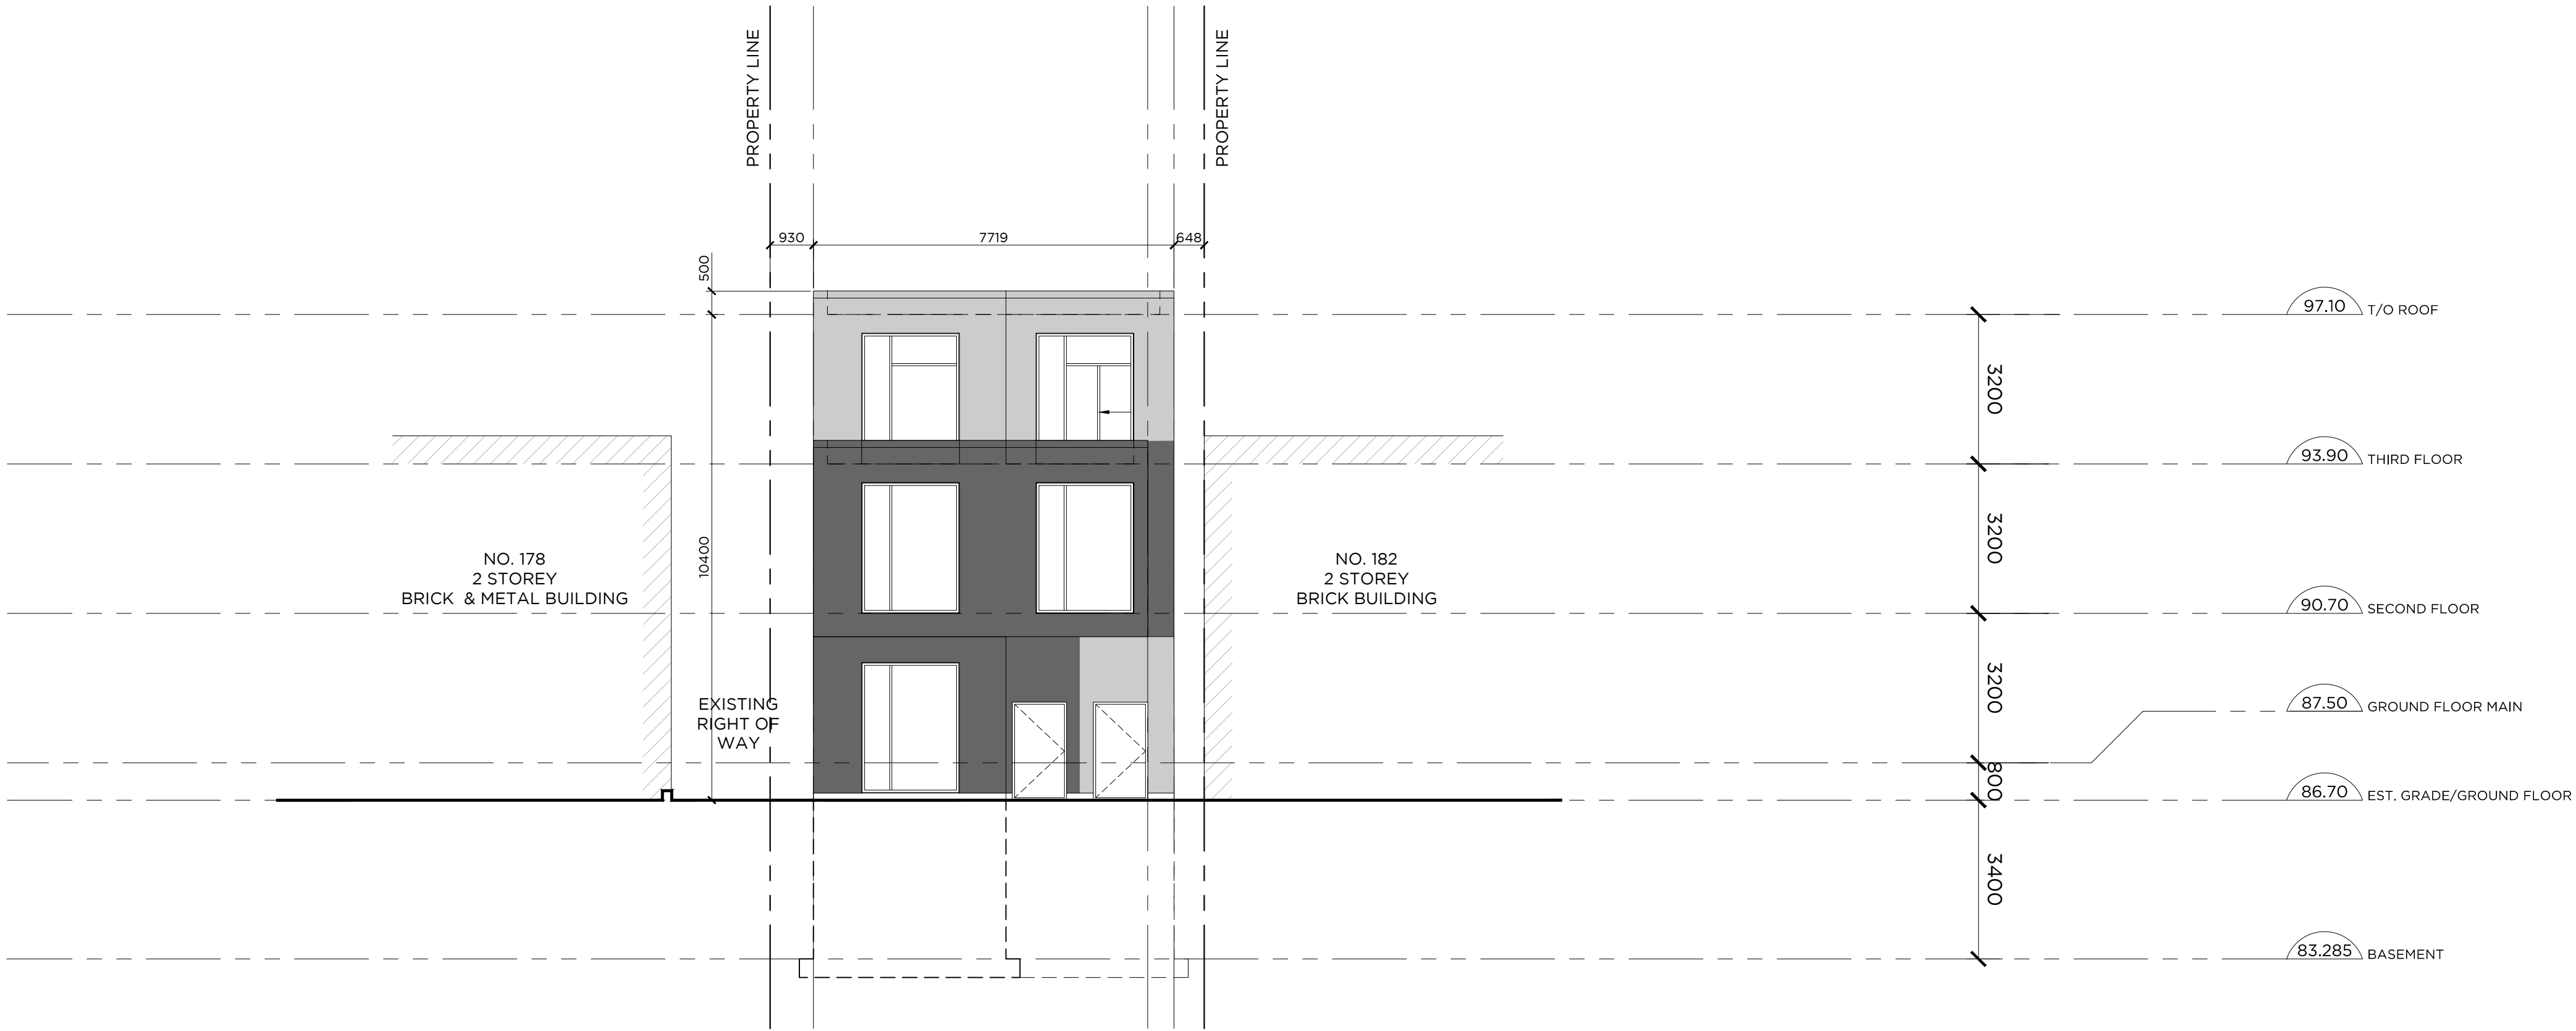 PROPERTY LINE
PROPERTY LINE
930
7719
648
500
97.10
T/O ROOF
3200
93.90
THIRD FLOOR
10400
3200
NO. 178
2 STOREY
BRICK & METAL BUILDING
NO. 182
2 STOREY
BRICK BUILDING
90.70
SECOND FLOOR
3200
EXISTING
RIGHT OF
WAY
87.50
GROUND FLOOR MAIN
800
86.70
EST. GRADE/GROUND FLOOR
3400
83.285
BASEMENT